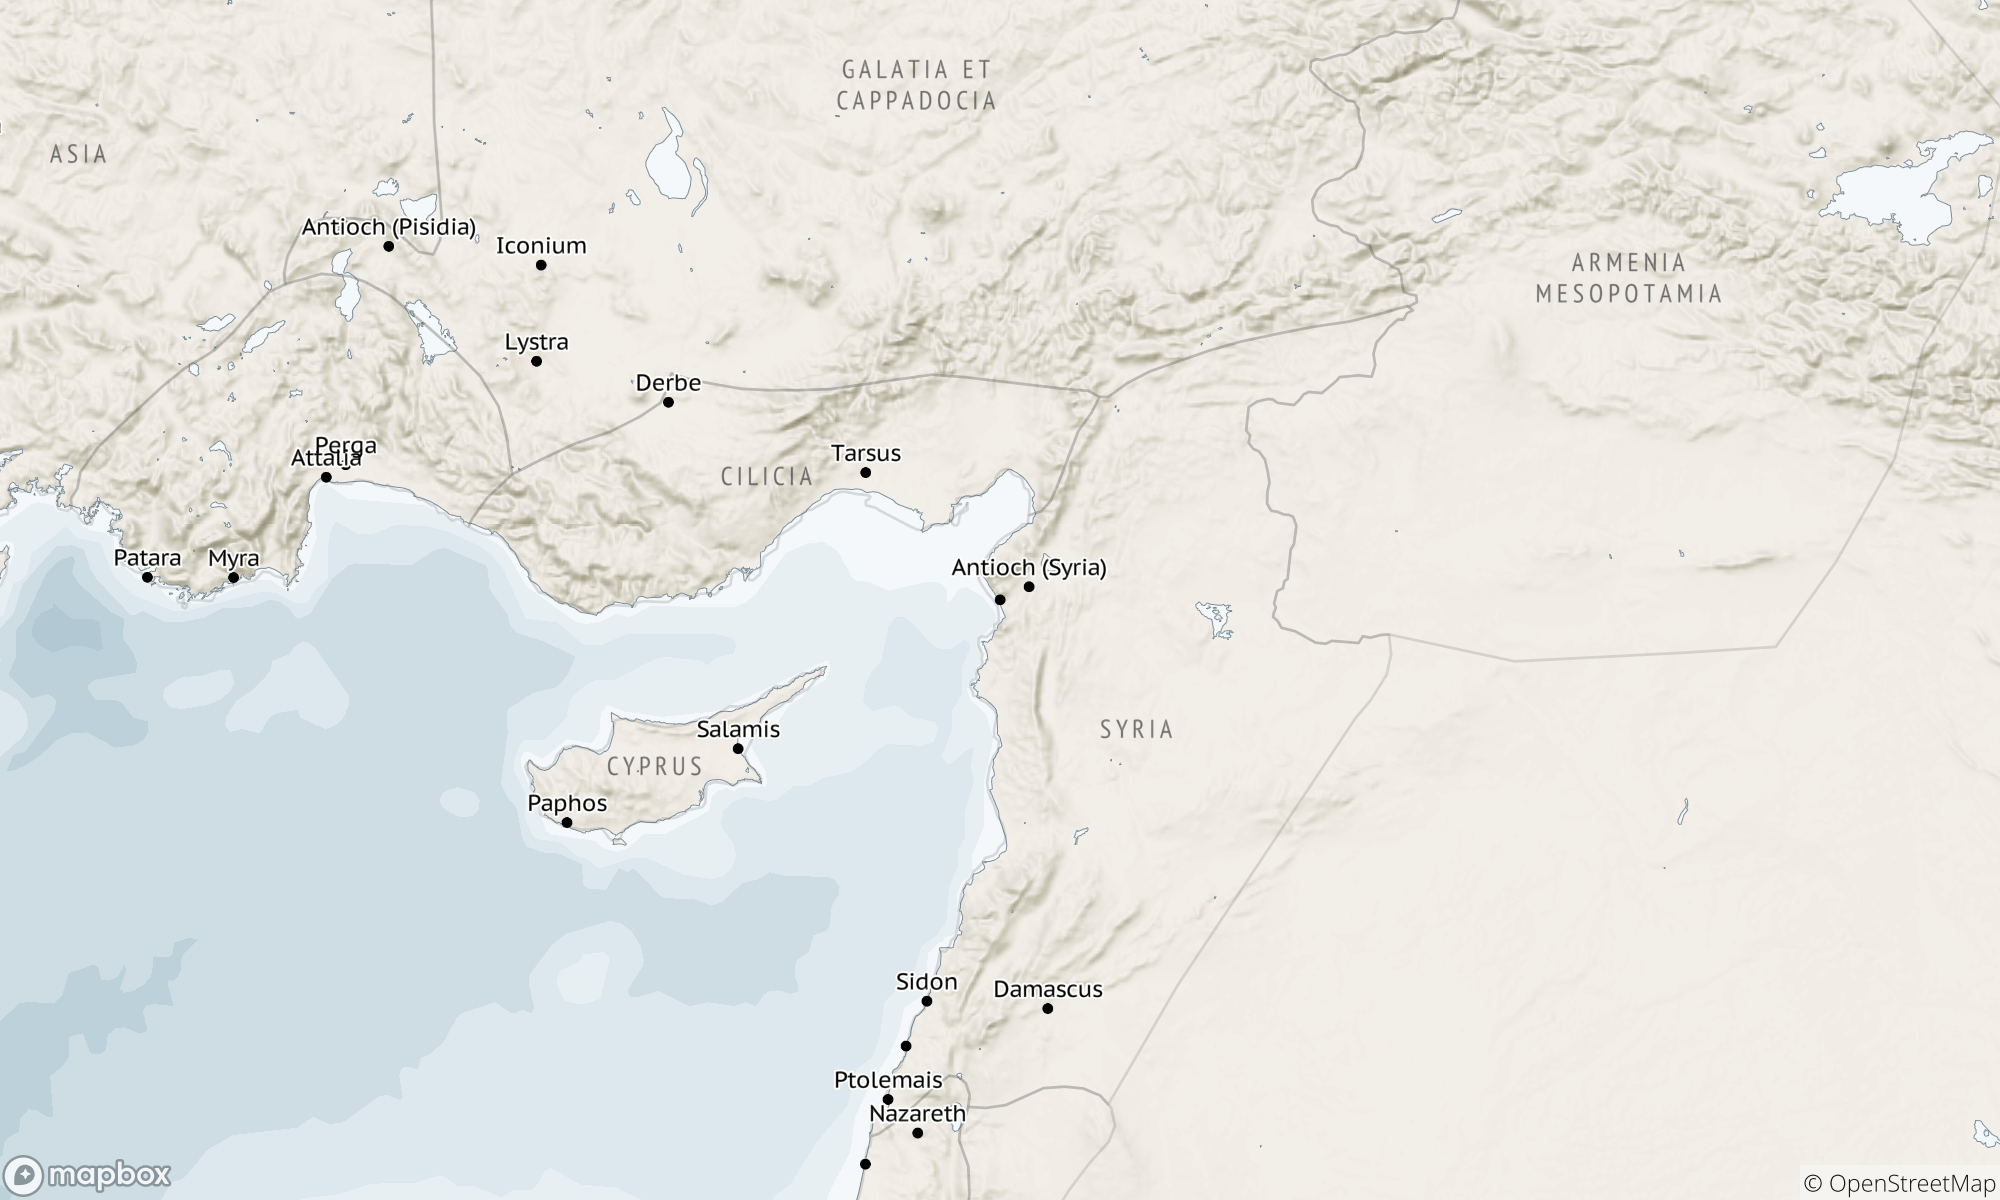 GALATIA ET
CAPPADOCIA
ASIA
Antioch (Pisidia)
Iconium
ARMENIA
MESOPOTAMIA
Lystra
Derbe
Perga
Attalia
Tarsus
CILICIA
Patara
Myra
Antioch (Syria)
Salamis
SYRIA
CYPRUS
Paphos
Sidon
Damascus
Ptolemais
Nazareth
mapbox
© OpenStreetMap